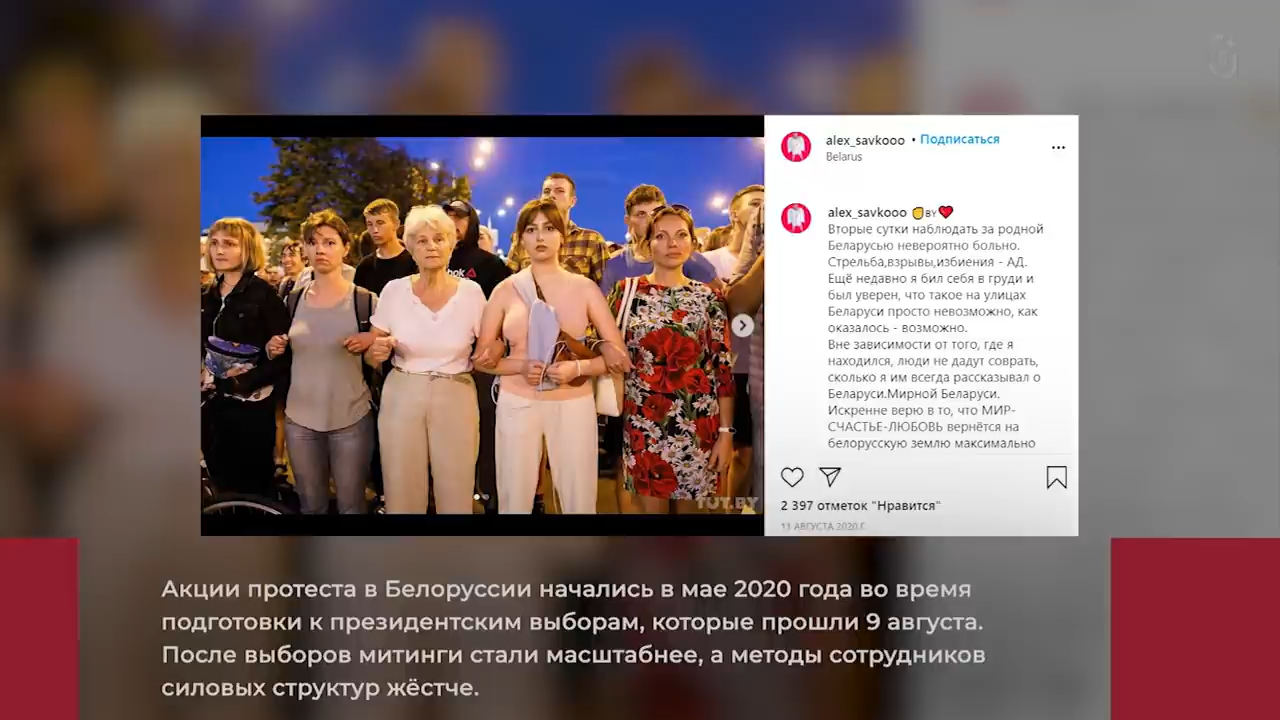 alex_savkooo • Подписаться
Belarus
alex_savkooo ✊BY❤️
Вторые сутки наблюдать за родной
Беларусью невероятно больно.
Стрельба,взрывы,избиения - АД.
Ещё недавно я бил себя в груди и
был уверен, что такое на улицах
Беларуси просто невозможно, как
оказалось - возможно.
Вне зависимости от того, где я
находился, люди не дадут соврать,
сколько я им всегда рассказывал о
Беларуси.Мирной Беларуси.
Искренне верю в то, что МИР-
СЧАСТЬЕ-ЛЮБОВЬ вернётся на
белорусскую землю максимально
2 397 отметок "Нравится"
11 АВГУСТА 2020 Г.
TUT.BY
Акции протеста в Белоруссии начались в мае 2020 года во время
подготовки к президентским выборам, которые прошли 9 августа.
После выборов митинги стали масштабнее, а методы сотрудников
силовых структур жёстче.